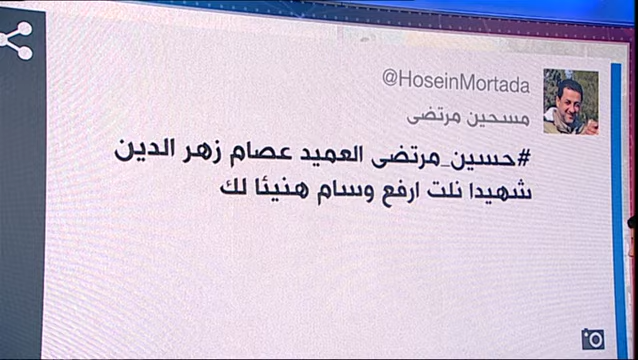 @HoseinMortada
مسحين مرتضى
#حسين_مرتضى العميد عصام زهر الدين
شهيدا نلت ارفع وسام هنيئا لك